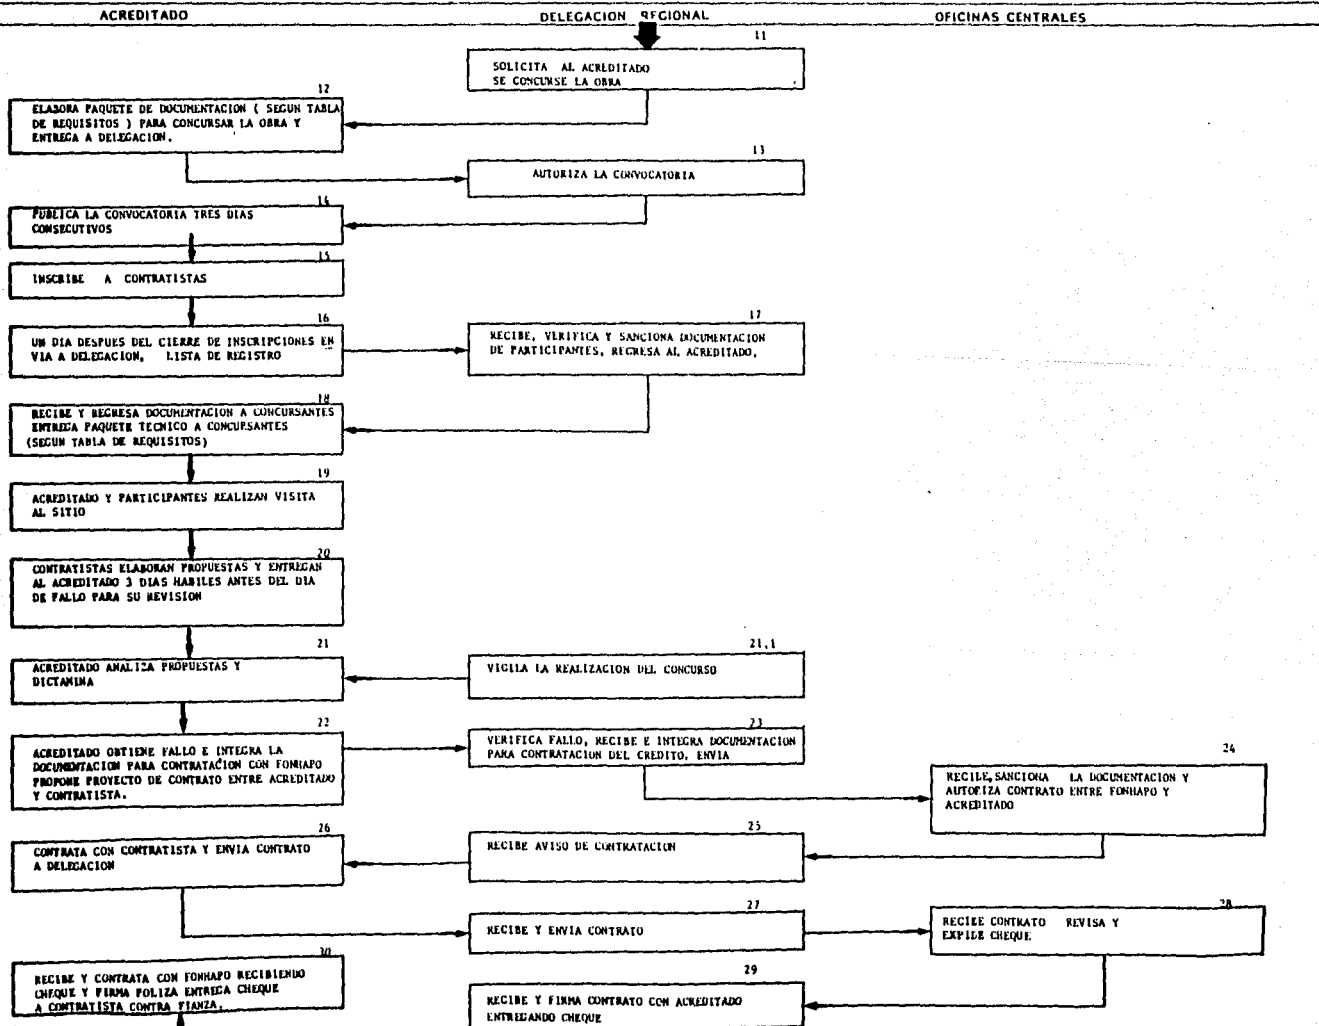 ACREDITADO DELEGACION REGIONAL OFICINAS CENTRALES
11
SOLICITA AL ACREDITADO
SE CONCURSE LA OBRA
12
ELABORA PAQUETE DE DOCUMENTACION ( SEGUN TABLA
DE REQUISITOS ) PARA CONCURSAR LA OBRA Y
ENTREGA A DELEGACION.
13
AUTORIZA LA CONVOCATORIA
14
PUBLICA LA CONVOCATORIA TRES DIAS
CONSECUTIVOS
15
INSCRIBE A CONTRATISTAS
16
UN DIA DESPUES DEL CIERRE DE INSCRIPCIONES EN
VIA A DELEGACION, LISTA DE REGISTRO
17
RECIBE, VERIFICA Y SANCIONA DOCUMENTACION
DE PARTICIPANTES, REGRESA AL ACREDITADO.
18
RECIBE Y REGRESA DOCUMENTACION A CONCURSANTES
ENTREGA PAQUETE TECNICO A CONCURSANTES
(SEGUN TABLA DE REQUISITOS)
19
ACREDITADO Y PARTICIPANTES REALIZAN VISITA
AL SITIO
20
CONTRATISTAS ELABORAN PROPUESTAS Y ENTREGAN
AL ACREDITADO 3 DIAS HABILES ANTES DEL DIA
DE FALLO PARA SU REVISION
21
ACREDITADO ANALIZA PROPUESTAS Y
DICTAMINA
21.1
VIGILA LA REALIZACION DEL CONCURSO
22
ACREDITADO OBTIENE FALLO E INTEGRA LA
DOCUMENTACION PARA CONTRATACION CON FONHAPO
PROPONE PROYECTO DE CONTRATO ENTRE ACREDITADO
Y CONTRATISTA.
23
VERIFICA FALLO, RECIBE E INTEGRA DOCUMENTACION
PARA CONTRATACION DEL CREDITO, ENVIA
24
RECIBE, SANCIONA LA DOCUMENTACION Y
AUTORIZA CONTRATO ENTRE FONHAPO Y
ACREDITADO
25
RECIBE AVISO DE CONTRATACION
26
CONTRATA CON CONTRATISTA Y ENVIA CONTRATO
A DELEGACION
27
RECIBE Y ENVIA CONTRATO
28
RECIBE CONTRATO REVISA Y
EXPIDE CHEQUE
29
RECIBE Y FIRMA CONTRATO CON ACREDITADO
ENTREGANDO CHEQUE
30
RECIBE Y CONTRATA CON FONHAPO RECIBIENDO
CHEQUE Y FIRMA POLIZA ENTREGA CHEQUE
A CONTRATISTA CONTRA FIANZA.